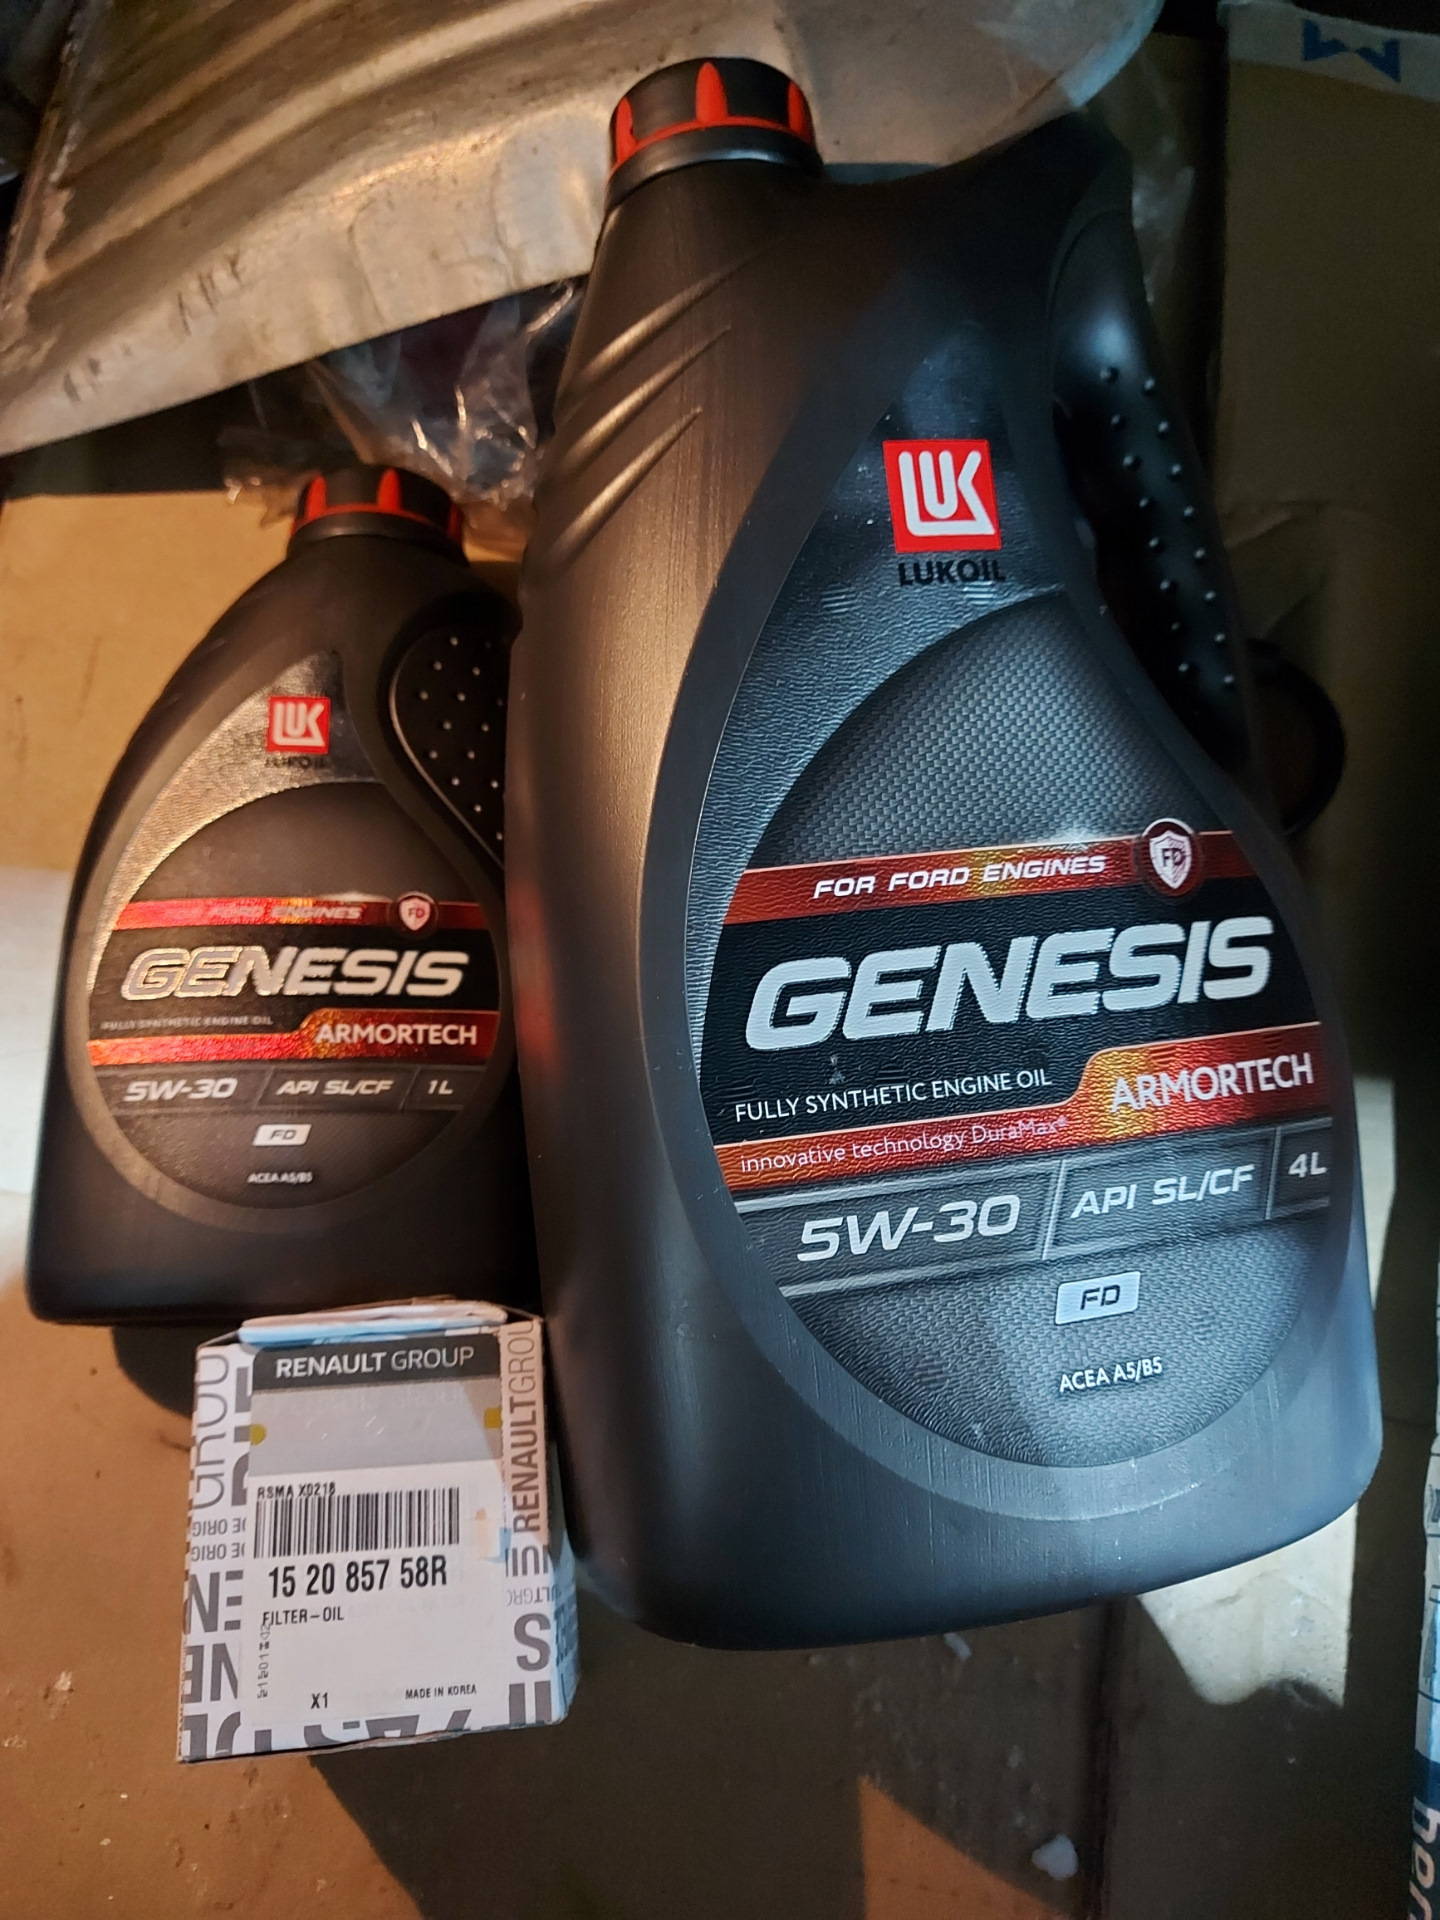 LUK
LUKOIL
FOR FORD ENGINES
FD
GENESIS
FULLY SYNTHETIC ENGINE OIL
ARMORTECH
innovative technology DuraMax®
5W-30
API SL/CF
4L
FD
ACEA A5/B5
LUK
LUKOIL
FORD ENGINES
FD
GENESIS
FULLY SYNTHETIC ENGINE OIL
ARMORTECH
5W-30
API SL/CF
1L
FD
ACEA A5/B5
RENAULT GROUP
RSMA X0218
15 20 857 58R
FILTER-OIL
X1
MADE IN KOREA
RENAULTGROU